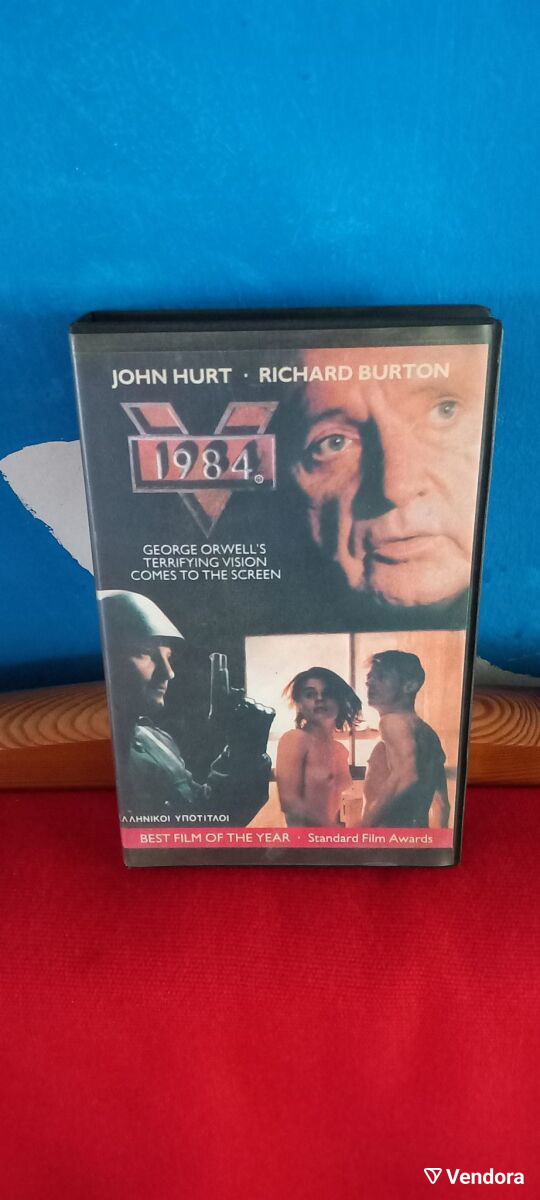 JOHN HURT · RICHARD BURTON
1984
GEORGE ORWELL'S
TERRIFYING VISION
COMES TO THE SCREEN
ΛΛΗΝΙΚΟΙ ΥΠΟΤΙΤΛΟΙ
BEST FILM OF THE YEAR · Standard Film Awards
Vendora